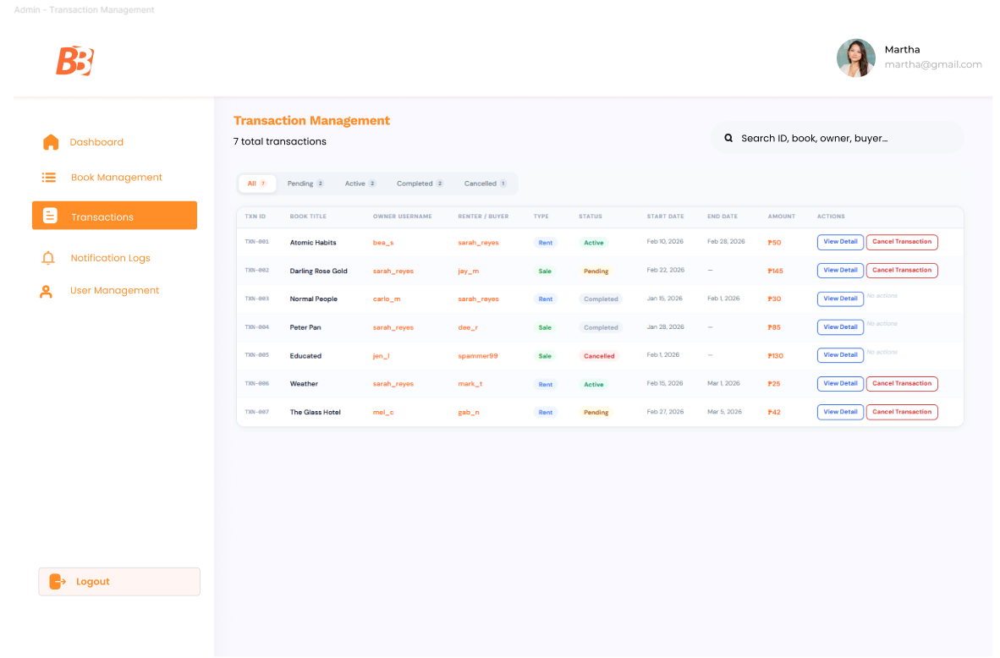 Admin - Transaction Management
BB
Martha
martha@gmail.com
Dashboard
Book Management
Transactions
Notification Logs
User Management
Logout
Transaction Management
7 total transactions
Search ID, book, owner, buyer...
All 7 Pending 2 Active 2 Completed 2 Cancelled 1
TXN ID BOOK TITLE OWNER USERNAME RENTER / BUYER TYPE STATUS START DATE END DATE AMOUNT ACTIONS
TXN-001 Atomic Habits bea_s sarah_reyes Rent Active Feb 10, 2026 Feb 28, 2026 ₱50 View Detail Cancel Transaction
TXN-002 Darling Rose Gold sarah_reyes jay_m Sale Pending Feb 22, 2026 — ₱145 View Detail Cancel Transaction
TXN-003 Normal People carlo_m sarah_reyes Rent Completed Jan 15, 2026 Feb 1, 2026 ₱30 View Detail No actions
TXN-004 Peter Pan sarah_reyes dee_r Sale Completed Jan 28, 2026 — ₱85 View Detail No actions
TXN-005 Educated jen_l spammer99 Sale Cancelled Feb 1, 2026 — ₱130 View Detail No actions
TXN-006 Weather sarah_reyes mark_t Rent Active Feb 15, 2026 Mar 1, 2026 ₱25 View Detail Cancel Transaction
TXN-007 The Glass Hotel mel_c gab_n Rent Pending Feb 27, 2026 Mar 5, 2026 ₱42 View Detail Cancel Transaction